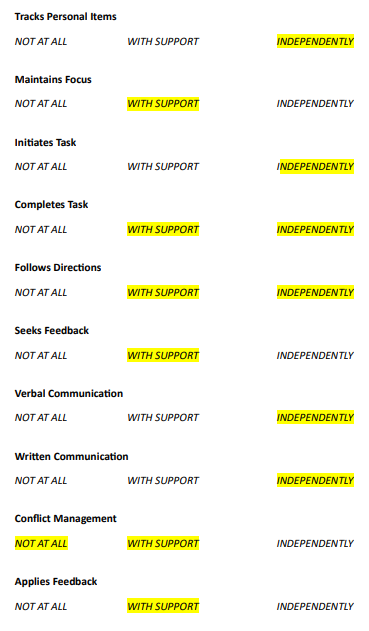 Tracks Personal Items
NOT AT ALL WITH SUPPORT INDEPENDENTLY
Maintains Focus
NOT AT ALL WITH SUPPORT INDEPENDENTLY
Initiates Task
NOT AT ALL WITH SUPPORT INDEPENDENTLY
Completes Task
NOT AT ALL WITH SUPPORT INDEPENDENTLY
Follows Directions
NOT AT ALL WITH SUPPORT INDEPENDENTLY
Seeks Feedback
NOT AT ALL WITH SUPPORT INDEPENDENTLY
Verbal Communication
NOT AT ALL WITH SUPPORT INDEPENDENTLY
Written Communication
NOT AT ALL WITH SUPPORT INDEPENDENTLY
Conflict Management
NOT AT ALL WITH SUPPORT INDEPENDENTLY
Applies Feedback
NOT AT ALL WITH SUPPORT INDEPENDENTLY